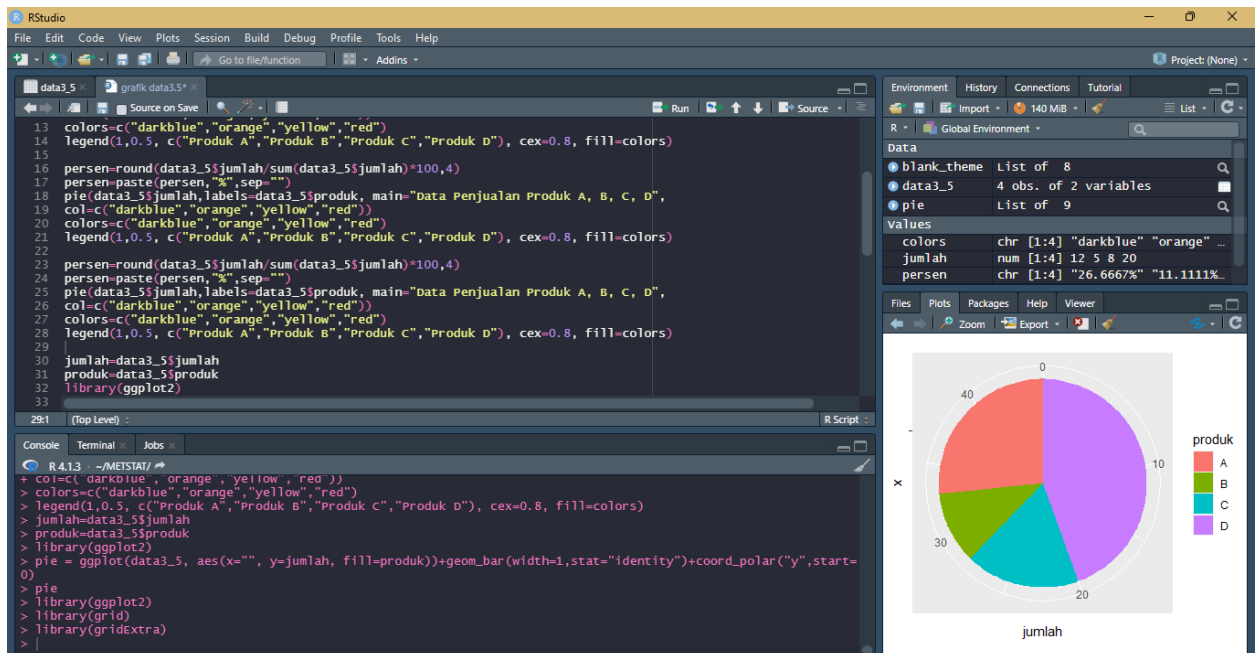 RStudio
File Edit Code View Plots Session Build Debug Profile Tools Help
Go to file/function
Addins
Project: (None)
data3_5
grafik data3.5*
Source on Save
Run
Source
13 colors=c("darkblue","orange","yellow","red")
14 legend(1,0.5, c("Produk A","Produk B","Produk C","Produk D"), cex=0.8, fill=colors)
15
16 persen=round(data3_5$jumlah/sum(data3_5$jumlah)*100,4)
17 persen=paste(persen,"%",sep="")
18 pie(data3_5$jumlah,labels=data3_5$produk, main="Data Penjualan Produk A, B, C, D",
19 col=c("darkblue","orange","yellow","red"))
20 colors=c("darkblue","orange","yellow","red")
21 legend(1,0.5, c("Produk A","Produk B","Produk C","Produk D"), cex=0.8, fill=colors)
22
23 persen=round(data3_5$jumlah/sum(data3_5$jumlah)*100,4)
24 persen=paste(persen,"%",sep="")
25 pie(data3_5$jumlah,labels=data3_5$produk, main="Data Penjualan Produk A, B, C, D",
26 col=c("darkblue","orange","yellow","red"))
27 colors=c("darkblue","orange","yellow","red")
28 legend(1,0.5, c("Produk A","Produk B","Produk C","Produk D"), cex=0.8, fill=colors)
29
30 jumlah=data3_5$jumlah
31 produk=data3_5$produk
32 library(ggplot2)
33
29:1 (Top Level) R Script
Console Terminal Jobs
R 4.1.3 · ~/METSTAT/
+ col=c("darkblue","orange","yellow","red"))
> colors=c("darkblue","orange","yellow","red")
> legend(1,0.5, c("Produk A","Produk B","Produk C","Produk D"), cex=0.8, fill=colors)
> jumlah=data3_5$jumlah
> produk=data3_5$produk
> library(ggplot2)
> pie = ggplot(data3_5, aes(x="", y=jumlah, fill=produk))+geom_bar(width=1,stat="identity")+coord_polar("y",start=
0)
> pie
> library(ggplot2)
> library(grid)
> library(gridExtra)
>
Environment History Connections Tutorial
Import 140 MiB List
R Global Environment
Data
blank_theme List of 8
data3_5 4 obs. of 2 variables
pie List of 9
Values
colors chr [1:4] "darkblue" "orange" …
jumlah num [1:4] 12 5 8 20
persen chr [1:4] "26.6667%" "11.1111%…
Files Plots Packages Help Viewer
Zoom Export
0
40
10
30
20
x
jumlah
produk
A
B
C
D